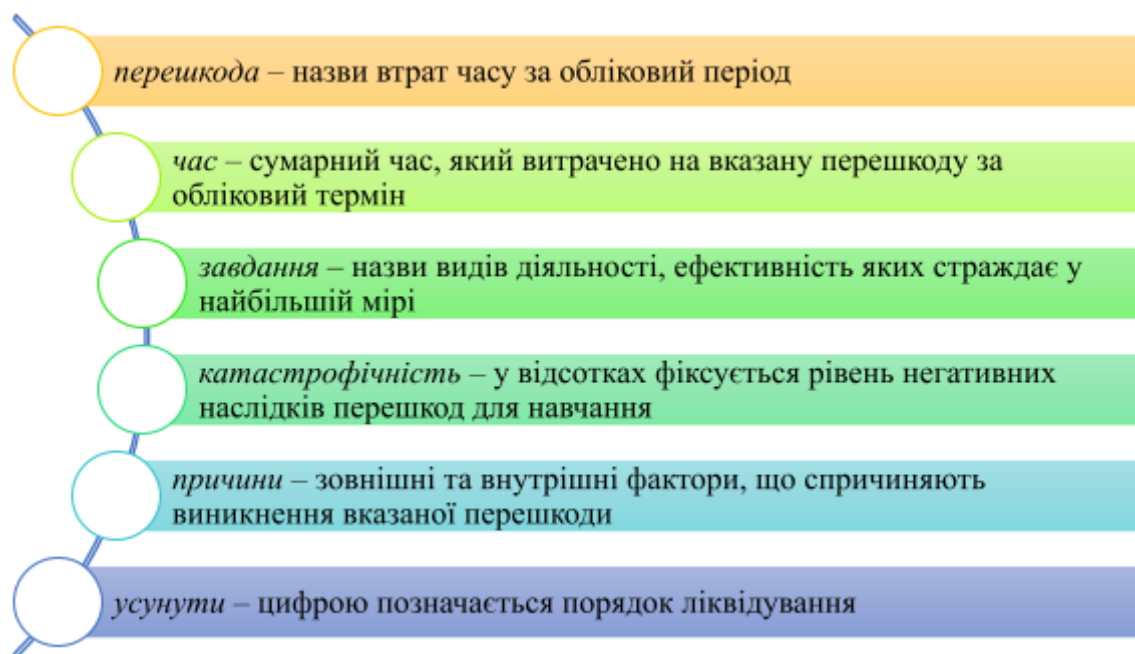 перешкода – назви втрат часу за обліковий період
час – сумарний час, який витрачено на вказану перешкоду за
обліковий термін
завдання – назви видів діяльності, ефективність яких страждає у
найбільшій мірі
катастрофічність – у відсотках фіксується рівень негативних
наслідків перешкод для навчання
причини – зовнішні та внутрішні фактори, що спричиняють
виникнення вказаної перешкоди
усунути – цифрою позначається порядок ліквідування